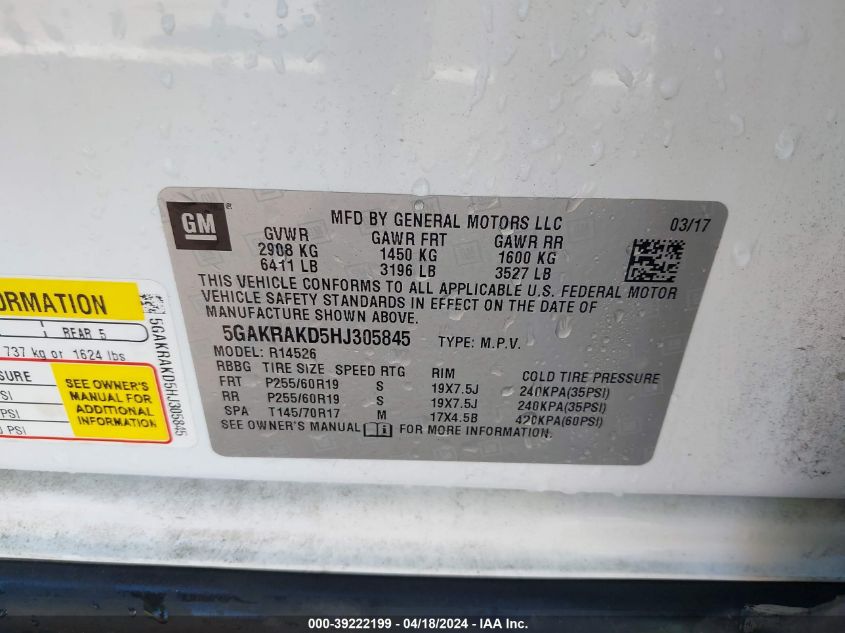 GM
MFD BY GENERAL MOTORS LLC
03/17
GVWR GAWR FRT GAWR RR
2908 KG 1450 KG 1600 KG
6411 LB 3196 LB 3527 LB
THIS VEHICLE CONFORMS TO ALL APPLICABLE U.S. FEDERAL MOTOR
VEHICLE SAFETY STANDARDS IN EFFECT ON THE DATE OF
MANUFACTURE SHOWN ABOVE.
5GAKRAKD5HJ305845 TYPE: M.P.V.
MODEL: R14526
RBBG TIRE SIZE SPEED RTG RIM COLD TIRE PRESSURE
FRT P255/60R19 S 19X7.5J 240KPA(35PSI)
RR P255/60R19 S 19X7.5J 240KPA(35PSI)
SPA T145/70R17 M 17X4.5B 420KPA(60PSI)
SEE OWNER'S MANUAL FOR MORE INFORMATION.
ORMATION
REAR 5
737 kg or 1624 lbs
SURE
SEE OWNER'S
MANUAL FOR
ADDITIONAL
INFORMATION
PSI
5GAKRAKD5HJ305845
000-39222199 - 04/18/2024 - IAA Inc.